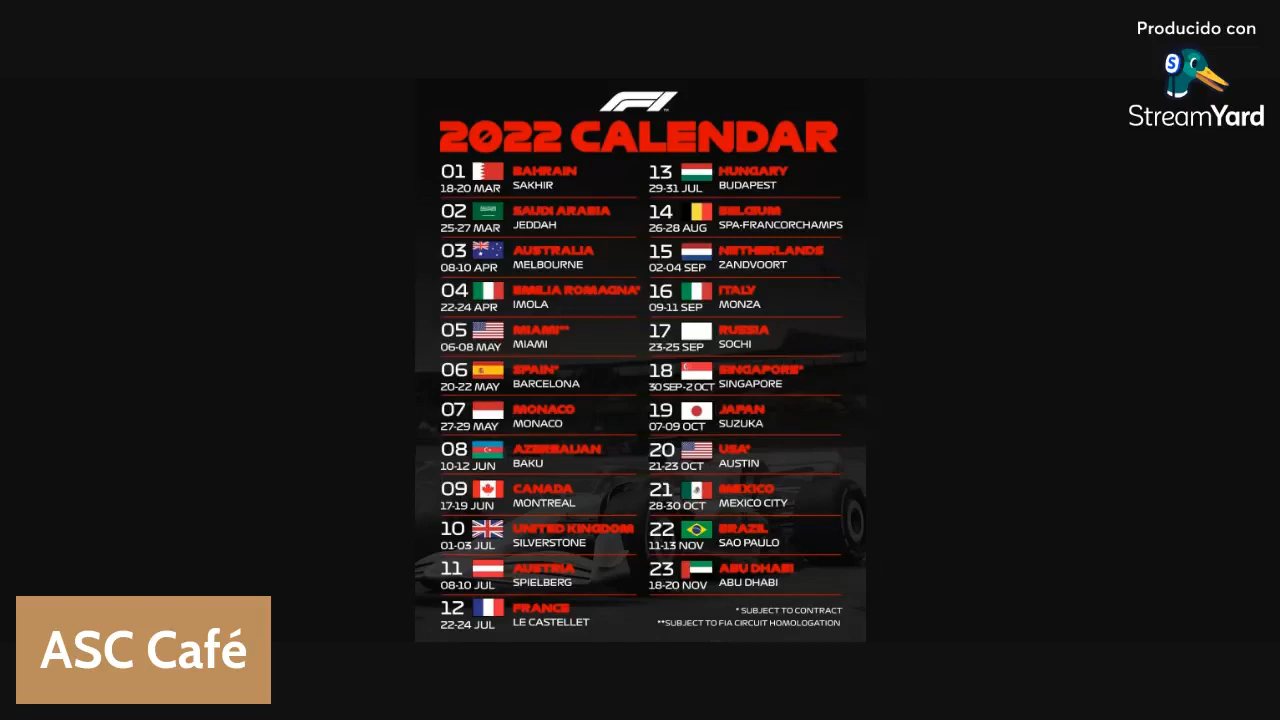 Producido con
StreamYard
F1
2022 CALENDAR
01 BAHRAIN
18-20 MAR SAKHIR
02 SAUDI ARABIA
25-27 MAR JEDDAH
03 AUSTRALIA
08-10 APR MELBOURNE
04 EMILIA ROMAGNA*
22-24 APR IMOLA
05 MIAMI**
06-08 MAY MIAMI
06 SPAIN*
20-22 MAY BARCELONA
07 MONACO
27-29 MAY MONACO
08 AZERBAIJAN
10-12 JUN BAKU
09 CANADA
17-19 JUN MONTREAL
10 UNITED KINGDOM
01-03 JUL SILVERSTONE
11 AUSTRIA
08-10 JUL SPIELBERG
12 FRANCE
22-24 JUL LE CASTELLET
13 HUNGARY
29-31 JUL BUDAPEST
14 BELGIUM
26-28 AUG SPA-FRANCORCHAMPS
15 NETHERLANDS
02-04 SEP ZANDVOORT
16 ITALY
09-11 SEP MONZA
17 RUSSIA
23-25 SEP SOCHI
18 SINGAPORE*
30 SEP-2 OCT SINGAPORE
19 JAPAN
07-09 OCT SUZUKA
20 USA*
21-23 OCT AUSTIN
21 MEXICO
28-30 OCT MEXICO CITY
22 BRAZIL
11-13 NOV SAO PAULO
23 ABU DHABI
18-20 NOV ABU DHABI
* SUBJECT TO CONTRACT
**SUBJECT TO FIA CIRCUIT HOMOLOGATION
ASC Café